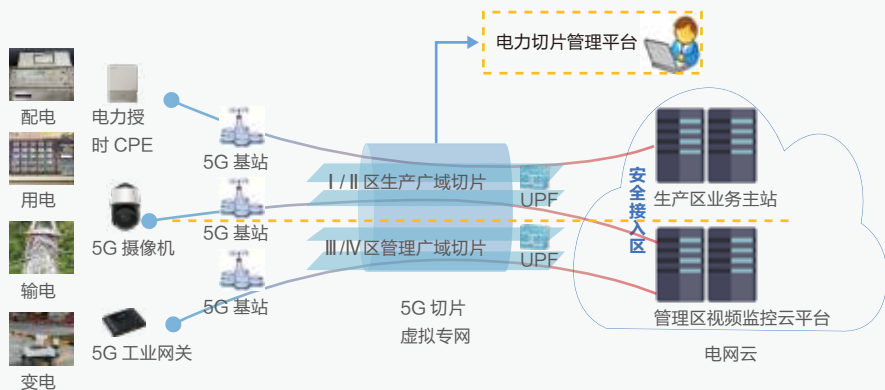 电力切片管理平台
配电
电力授
时 CPE
5G 基站
用电
5G 摄像机
5G 基站
输电
5G 基站
5G 工业网关
变电
Ⅰ/Ⅱ 区生产广域切片
UPF
Ⅲ/Ⅳ 区管理广域切片
UPF
5G 切片
虚拟专网
安全接入区
生产区业务主站
管理区视频监控云平台
电网云